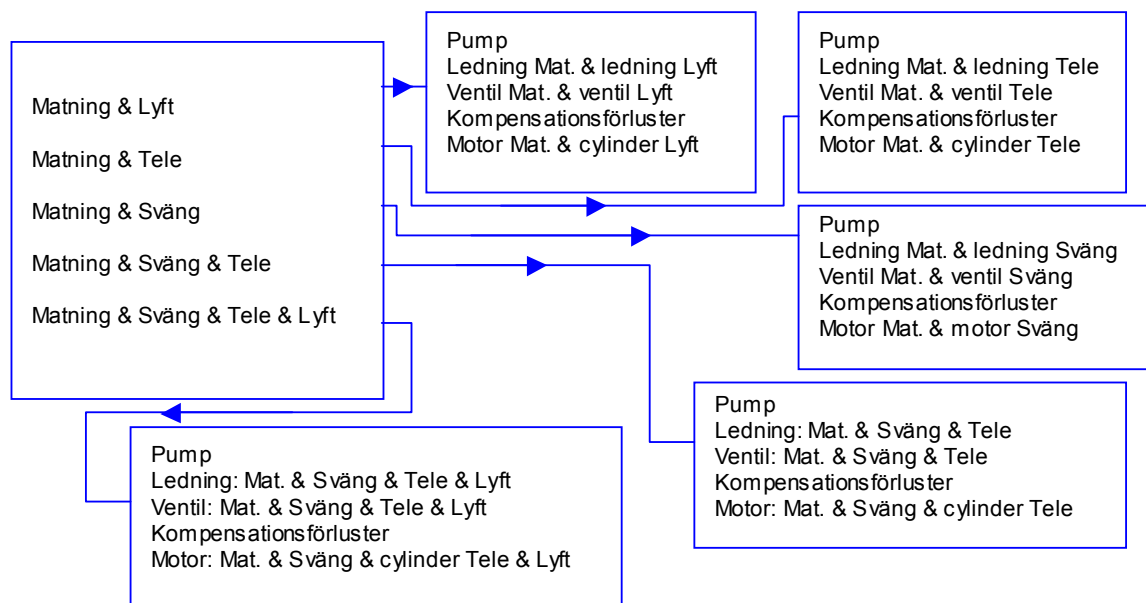 Matning & Lyft
Matning & Tele
Matning & Sväng
Matning & Sväng & Tele
Matning & Sväng & Tele & Lyft
Pump
Ledning Mat. & ledning Lyft
Ventil Mat. & ventil Lyft
Kompensationsförluster
Motor Mat. & cylinder Lyft
Pump
Ledning Mat. & ledning Tele
Ventil Mat. & ventil Tele
Kompensationsförluster
Motor Mat. & cylinder Tele
Pump
Ledning Mat. & ledning Sväng
Ventil Mat. & ventil Sväng
Kompensationsförluster
Motor Mat. & motor Sväng
Pump
Ledning: Mat. & Sväng & Tele
Ventil: Mat. & Sväng & Tele
Kompensationsförluster
Motor: Mat. & Sväng & cylinder Tele
Pump
Ledning: Mat. & Sväng & Tele & Lyft
Ventil: Mat. & Sväng & Tele & Lyft
Kompensationsförluster
Motor: Mat. & Sväng & cylinder Tele & Lyft